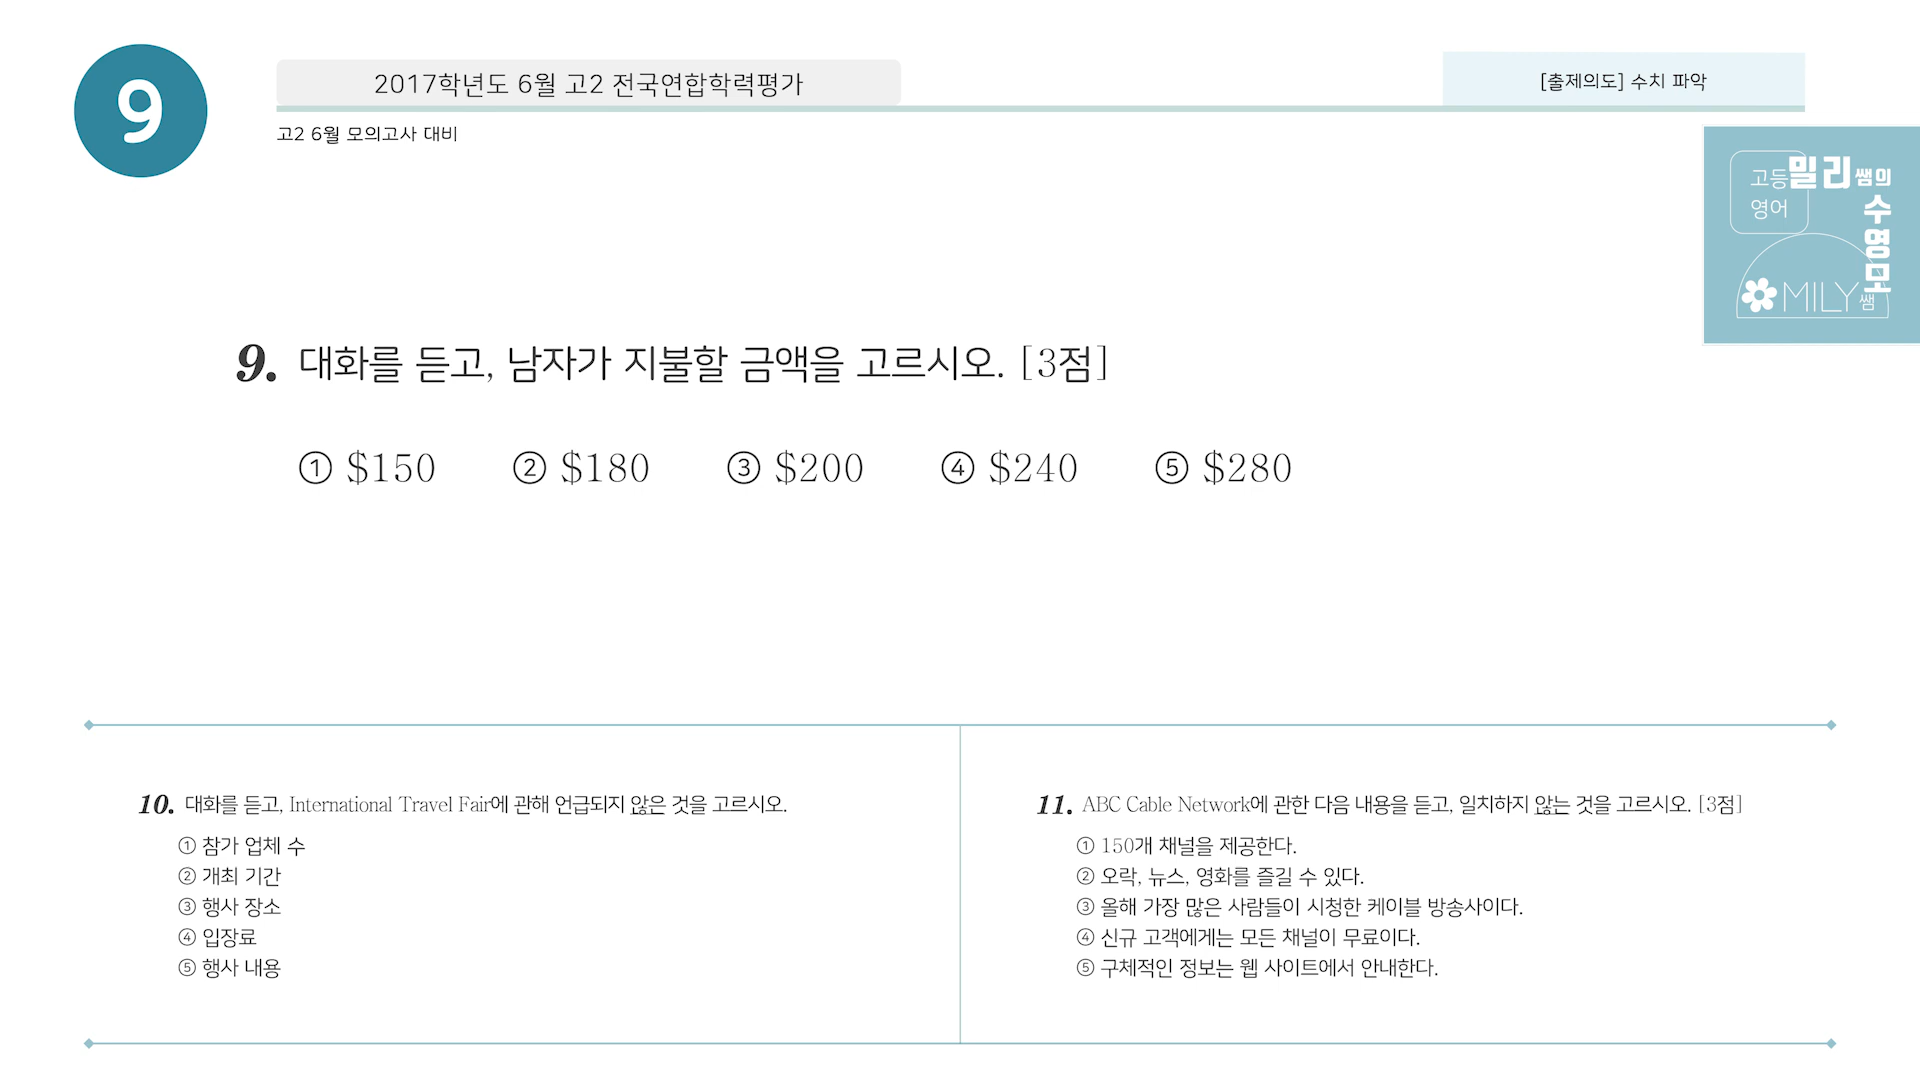 9
2017학년도 6월 고2 전국연합학력평가
[출제의도] 수치 파악
고2 6월 모의고사 대비
고등 밀리쌤의
영어
수영모
MILY쌤
9. 대화를 듣고, 남자가 지불할 금액을 고르시오. [3점]
① $150 ② $180 ③ $200 ④ $240 ⑤ $280
10. 대화를 듣고, International Travel Fair에 관해 언급되지 않은 것을 고르시오.
① 참가 업체 수
② 개최 기간
③ 행사 장소
④ 입장료
⑤ 행사 내용
11. ABC Cable Network에 관한 다음 내용을 듣고, 일치하지 않는 것을 고르시오. [3점]
① 150개 채널을 제공한다.
② 오락, 뉴스, 영화를 즐길 수 있다.
③ 올해 가장 많은 사람들이 시청한 케이블 방송사이다.
④ 신규 고객에게는 모든 채널이 무료이다.
⑤ 구체적인 정보는 웹 사이트에서 안내한다.